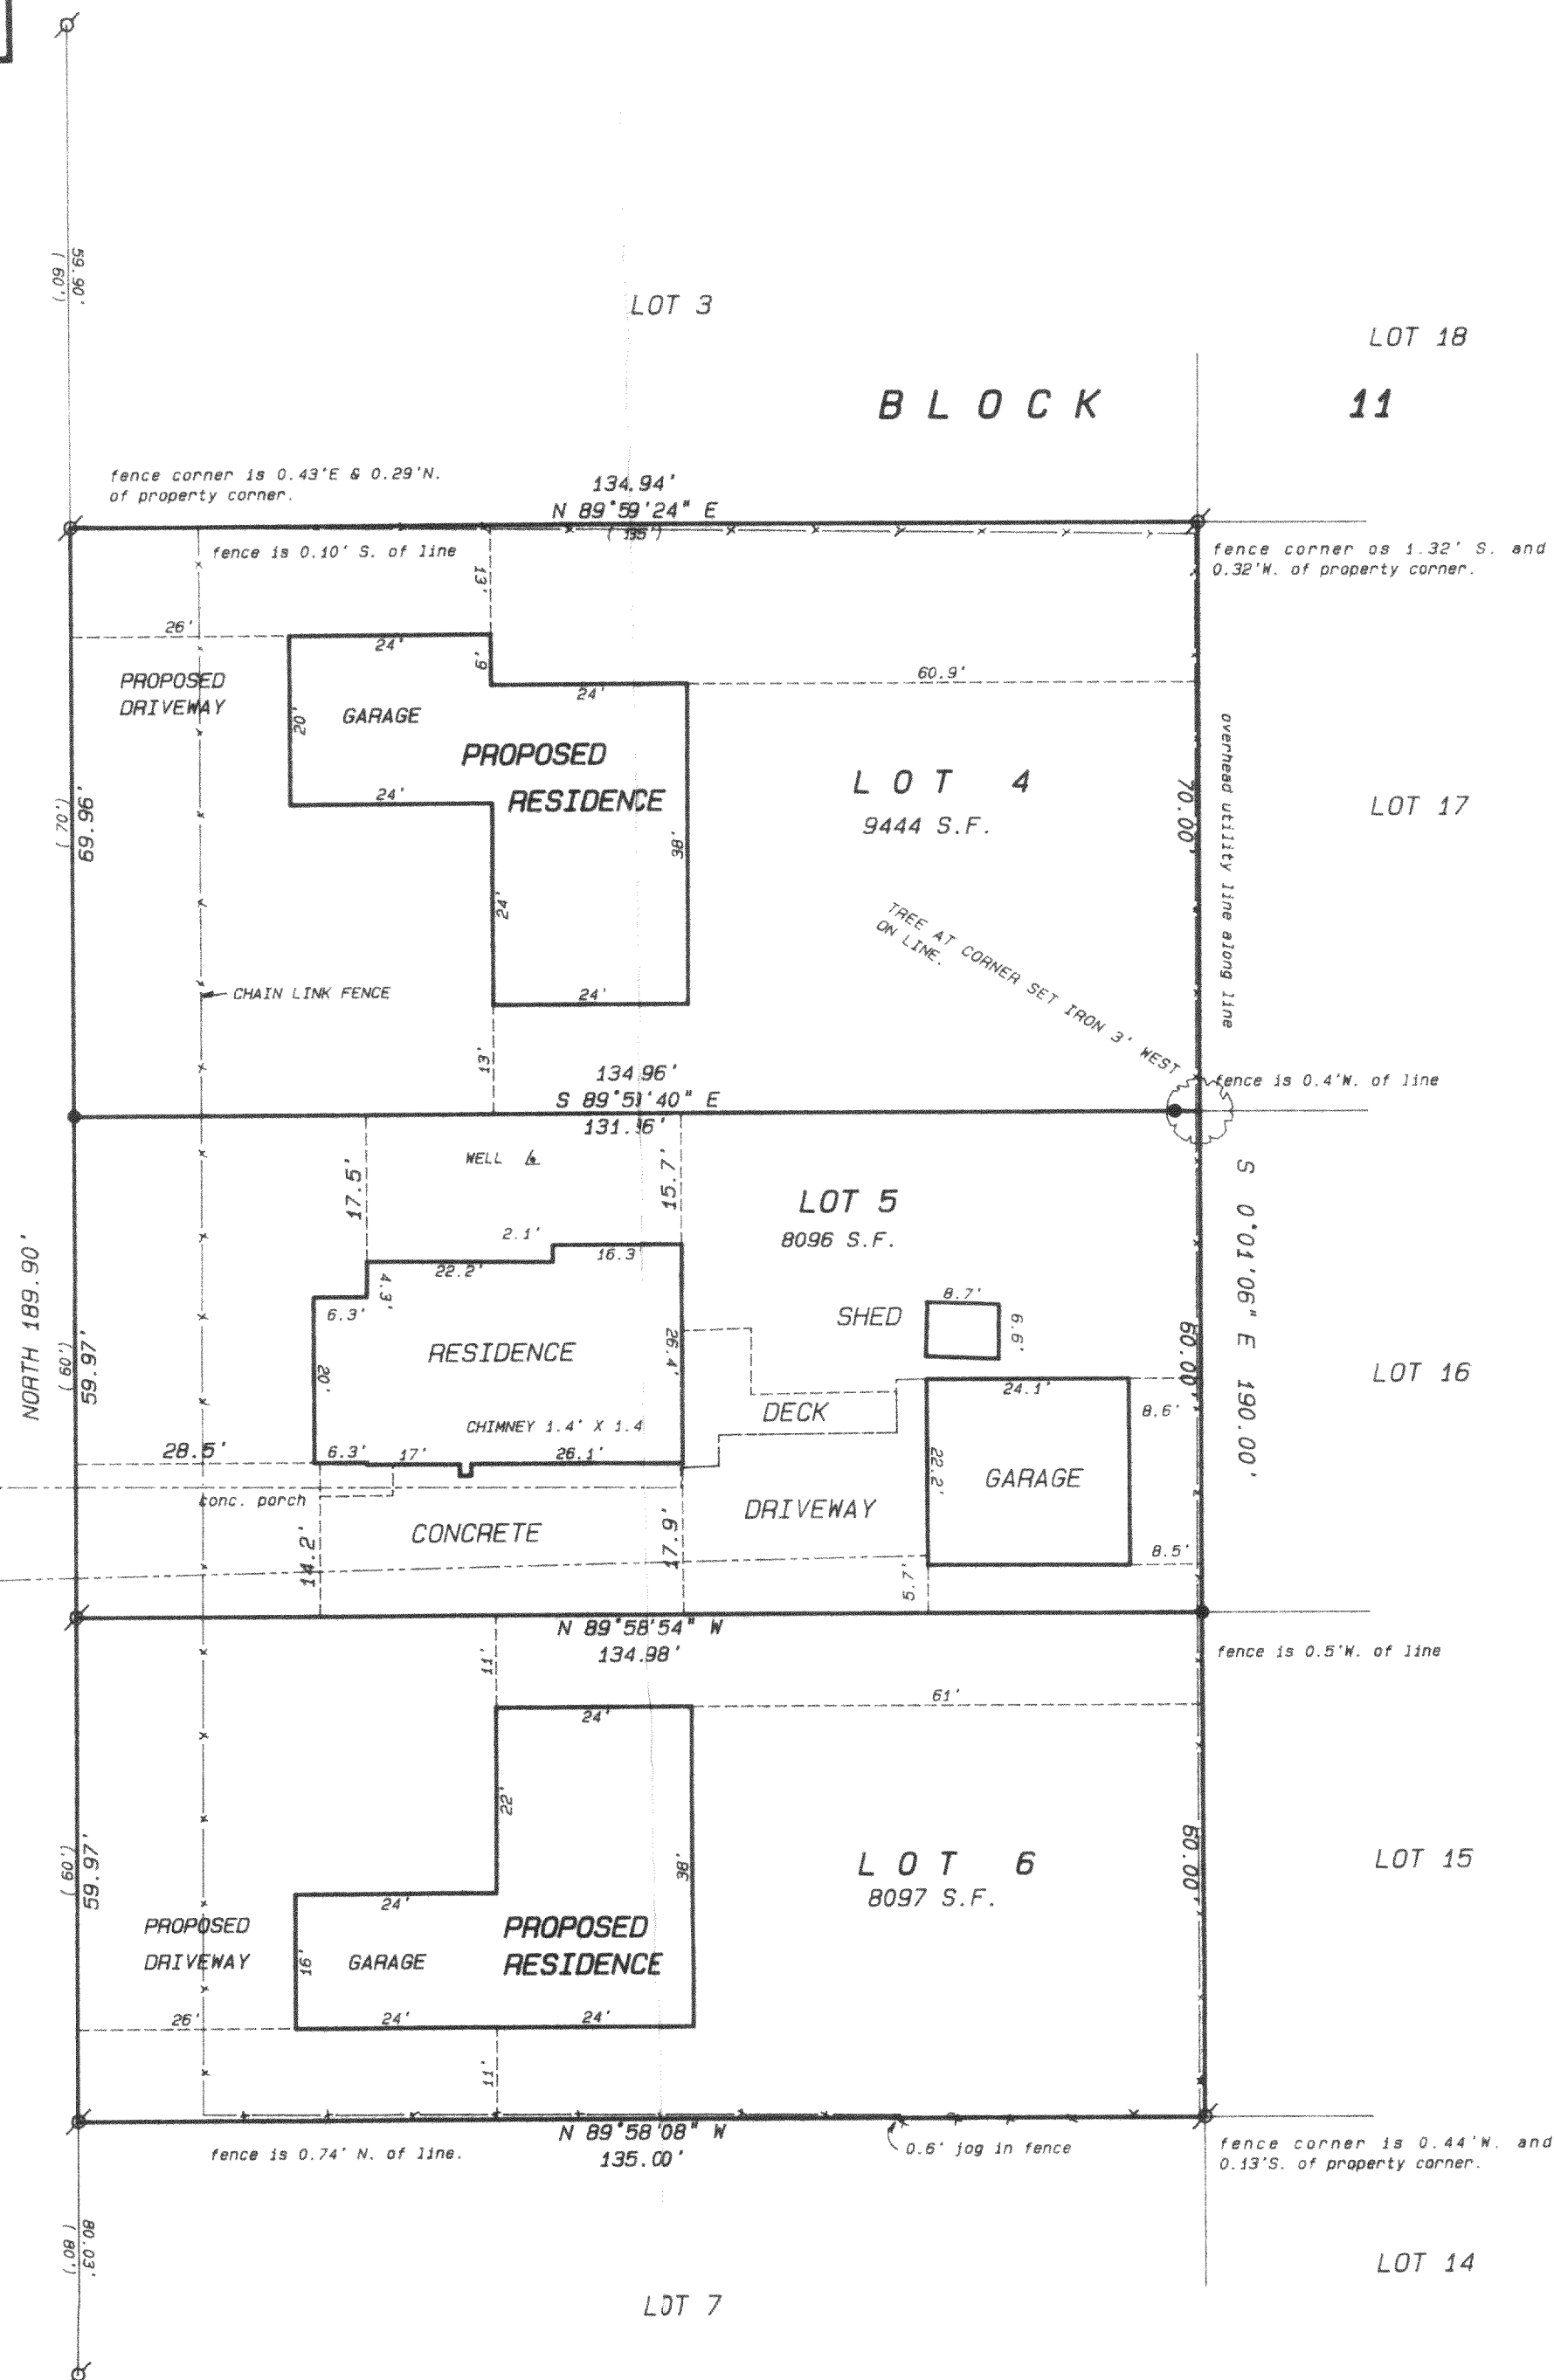 59.90'
( 60')
LOT 3
LOT 18
BLOCK 11
fence corner is 0.43'E & 0.29'N.
of property corner.
134.94'
N 89°59'24" E
( 135')
fence is 0.10' S. of line
fence corner os 1.32' S. and
0.32'W. of property corner.
13'
26'
24'
6'
24'
60.9'
PROPOSED
DRIVEWAY
20'
GARAGE
PROPOSED
RESIDENCE
LOT 4
9444 S.F.
overhead utility line along line
70.00'
LOT 17
69.96'
(70')
24'
38'
24'
TREE AT CORNER SET IRON 3' WEST
ON LINE.
CHAIN LINK FENCE
24'
13'
134.96'
S 89°51'40" E
131.96'
fence is 0.4'W. of line
WELL
17.5'
15.7'
LOT 5
8096 S.F.
S 0°01'06" E 190.00'
2.1'
16.3
22.2'
4.3'
6.3'
SHED
8.7'
6.6'
NORTH 189.90'
59.97'
(60')
20'
RESIDENCE
26.4'
60.00'
LOT 16
24.1'
8.6'
DECK
CHIMNEY 1.4' X 1.4
28.5'
6.3'
17'
26.1'
22.2'
GARAGE
conc. porch
DRIVEWAY
CONCRETE
14.2'
17.9'
8.5'
5.7'
N 89°58'54" W
134.98'
fence is 0.5'W. of line
11'
61'
24'
22'
38'
59.97'
(60')
LOT 6
8097 S.F.
60.00'
LOT 15
24'
PROPOSED
DRIVEWAY
16'
GARAGE
PROPOSED
RESIDENCE
26'
24'
24'
11'
N 89°58'08" W
135.00'
fence is 0.74' N. of line.
0.6' jog in fence
fence corner is 0.44'W. and
0.13'S. of property corner.
80.03'
( 80')
LOT 14
LOT 7